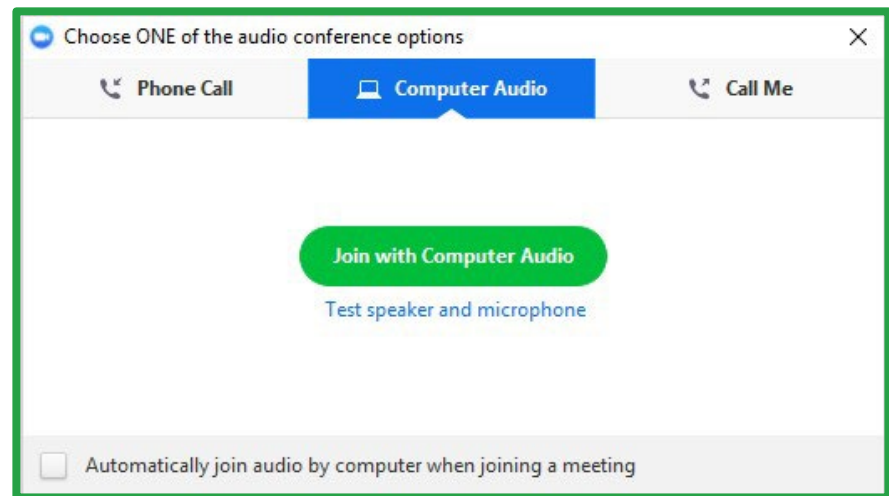 Choose ONE of the audio conference options
Phone Call
Computer Audio
Call Me
Join with Computer Audio
Test speaker and microphone
Automatically join audio by computer when joining a meeting